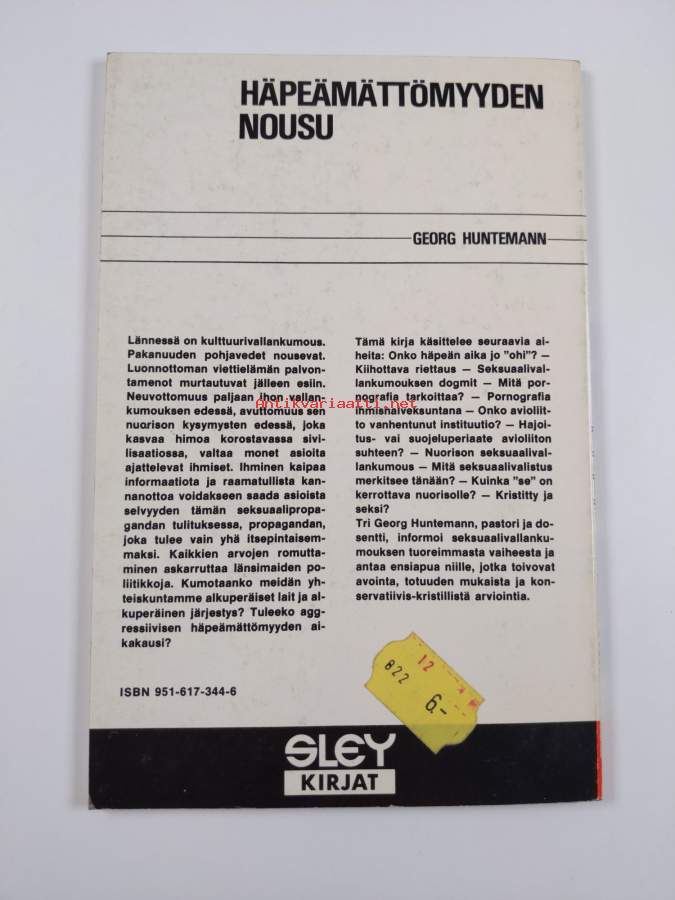 HÄPEÄMÄTTÖMYYDEN
NOUSU
GEORG HUNTEMANN
Lännessä on kulttuurivallankumous.
Pakanuuden pohjavedet nousevat.
Luonnottoman viettielämän palvon-
tamenot murtautuvat jälleen esiin.
Neuvottomuus paljaan ihon vallan-
kumouksen edessä, avuttomuus sen
nuorison kysymysten edessä, joka
kasvaa himoa korostavassa sivi-
lisaatiossa, valtaa monet asioita
ajattelevat ihmiset. Ihminen kaipaa
informaatiota ja raamatullista kan-
nanottoa voidakseen saada asioista
selvyyden tämän seksuaalipropa-
gandan tulituksessa, propagandan,
joka tulee vain yhä itsepintaisem-
maksi. Kaikkien arvojen romutta-
minen askarruttaa länsimaiden po-
liitikkoja. Kumotaanko meidän yh-
teiskuntamme alkuperäiset lait ja al-
kuperäinen järjestys? Tuleeko agg-
ressiivisen häpeämättömyyden ai-
kakausi?
Tämä kirja käsittelee seuraavia ai-
heita: Onko häpeän aika jo "ohi"? —
Kiihottava riettaus — Seksuaalival-
lankumouksen dogmit — Mitä por-
nografia tarkoittaa? — Pornografia
ihmishalveksuntana — Onko avioliit-
to vanhentunut instituutio? — Hajoi-
tus- vai suojeluperiaate avioliiton
suhteen? — Nuorison seksuaalival-
lankumous — Mitä seksuaalivalistus
merkitsee tänään? — Kuinka "se" on
kerrottava nuorisolle? — Kristitty ja
seksi?
Tri Georg Huntemann, pastori ja do-
sentti, informoi seksuaalivallanku-
mouksen tuoreimmasta vaiheesta ja
antaa ensiapua niille, jotka toivovat
avointa, totuuden mukaista ja kon-
servatiivis-kristillistä arviointia.
Antikvariaatti.net
ISBN 951-617-344-6
12
822
6.-
SLEY
KIRJAT